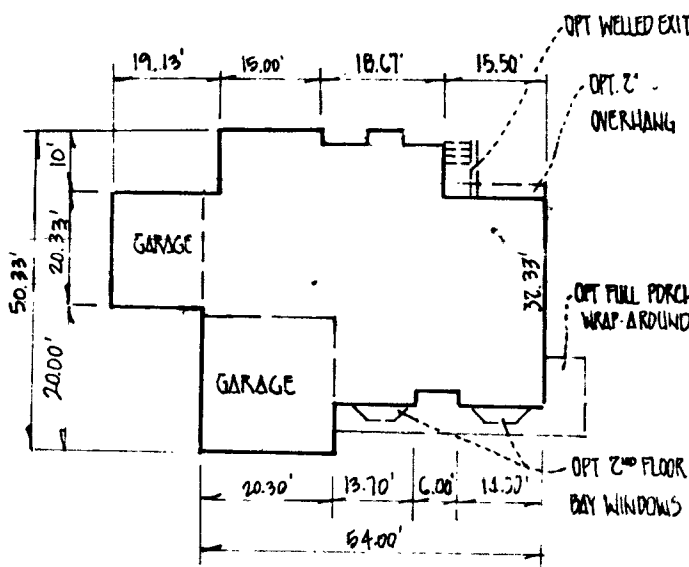 OPT WELLED EXIT
19.13'
15.00'
18.67'
15.50'
OPT. 2'
OVERHANG
10'
GARAGE
20.33'
50.33'
32.33'
OPT FULL PORCH
WRAP-AROUND
20.00'
GARAGE
OPT 2ND FLOOR
BAY WINDOWS
20.30'
13.70'
6.00'
54.00'